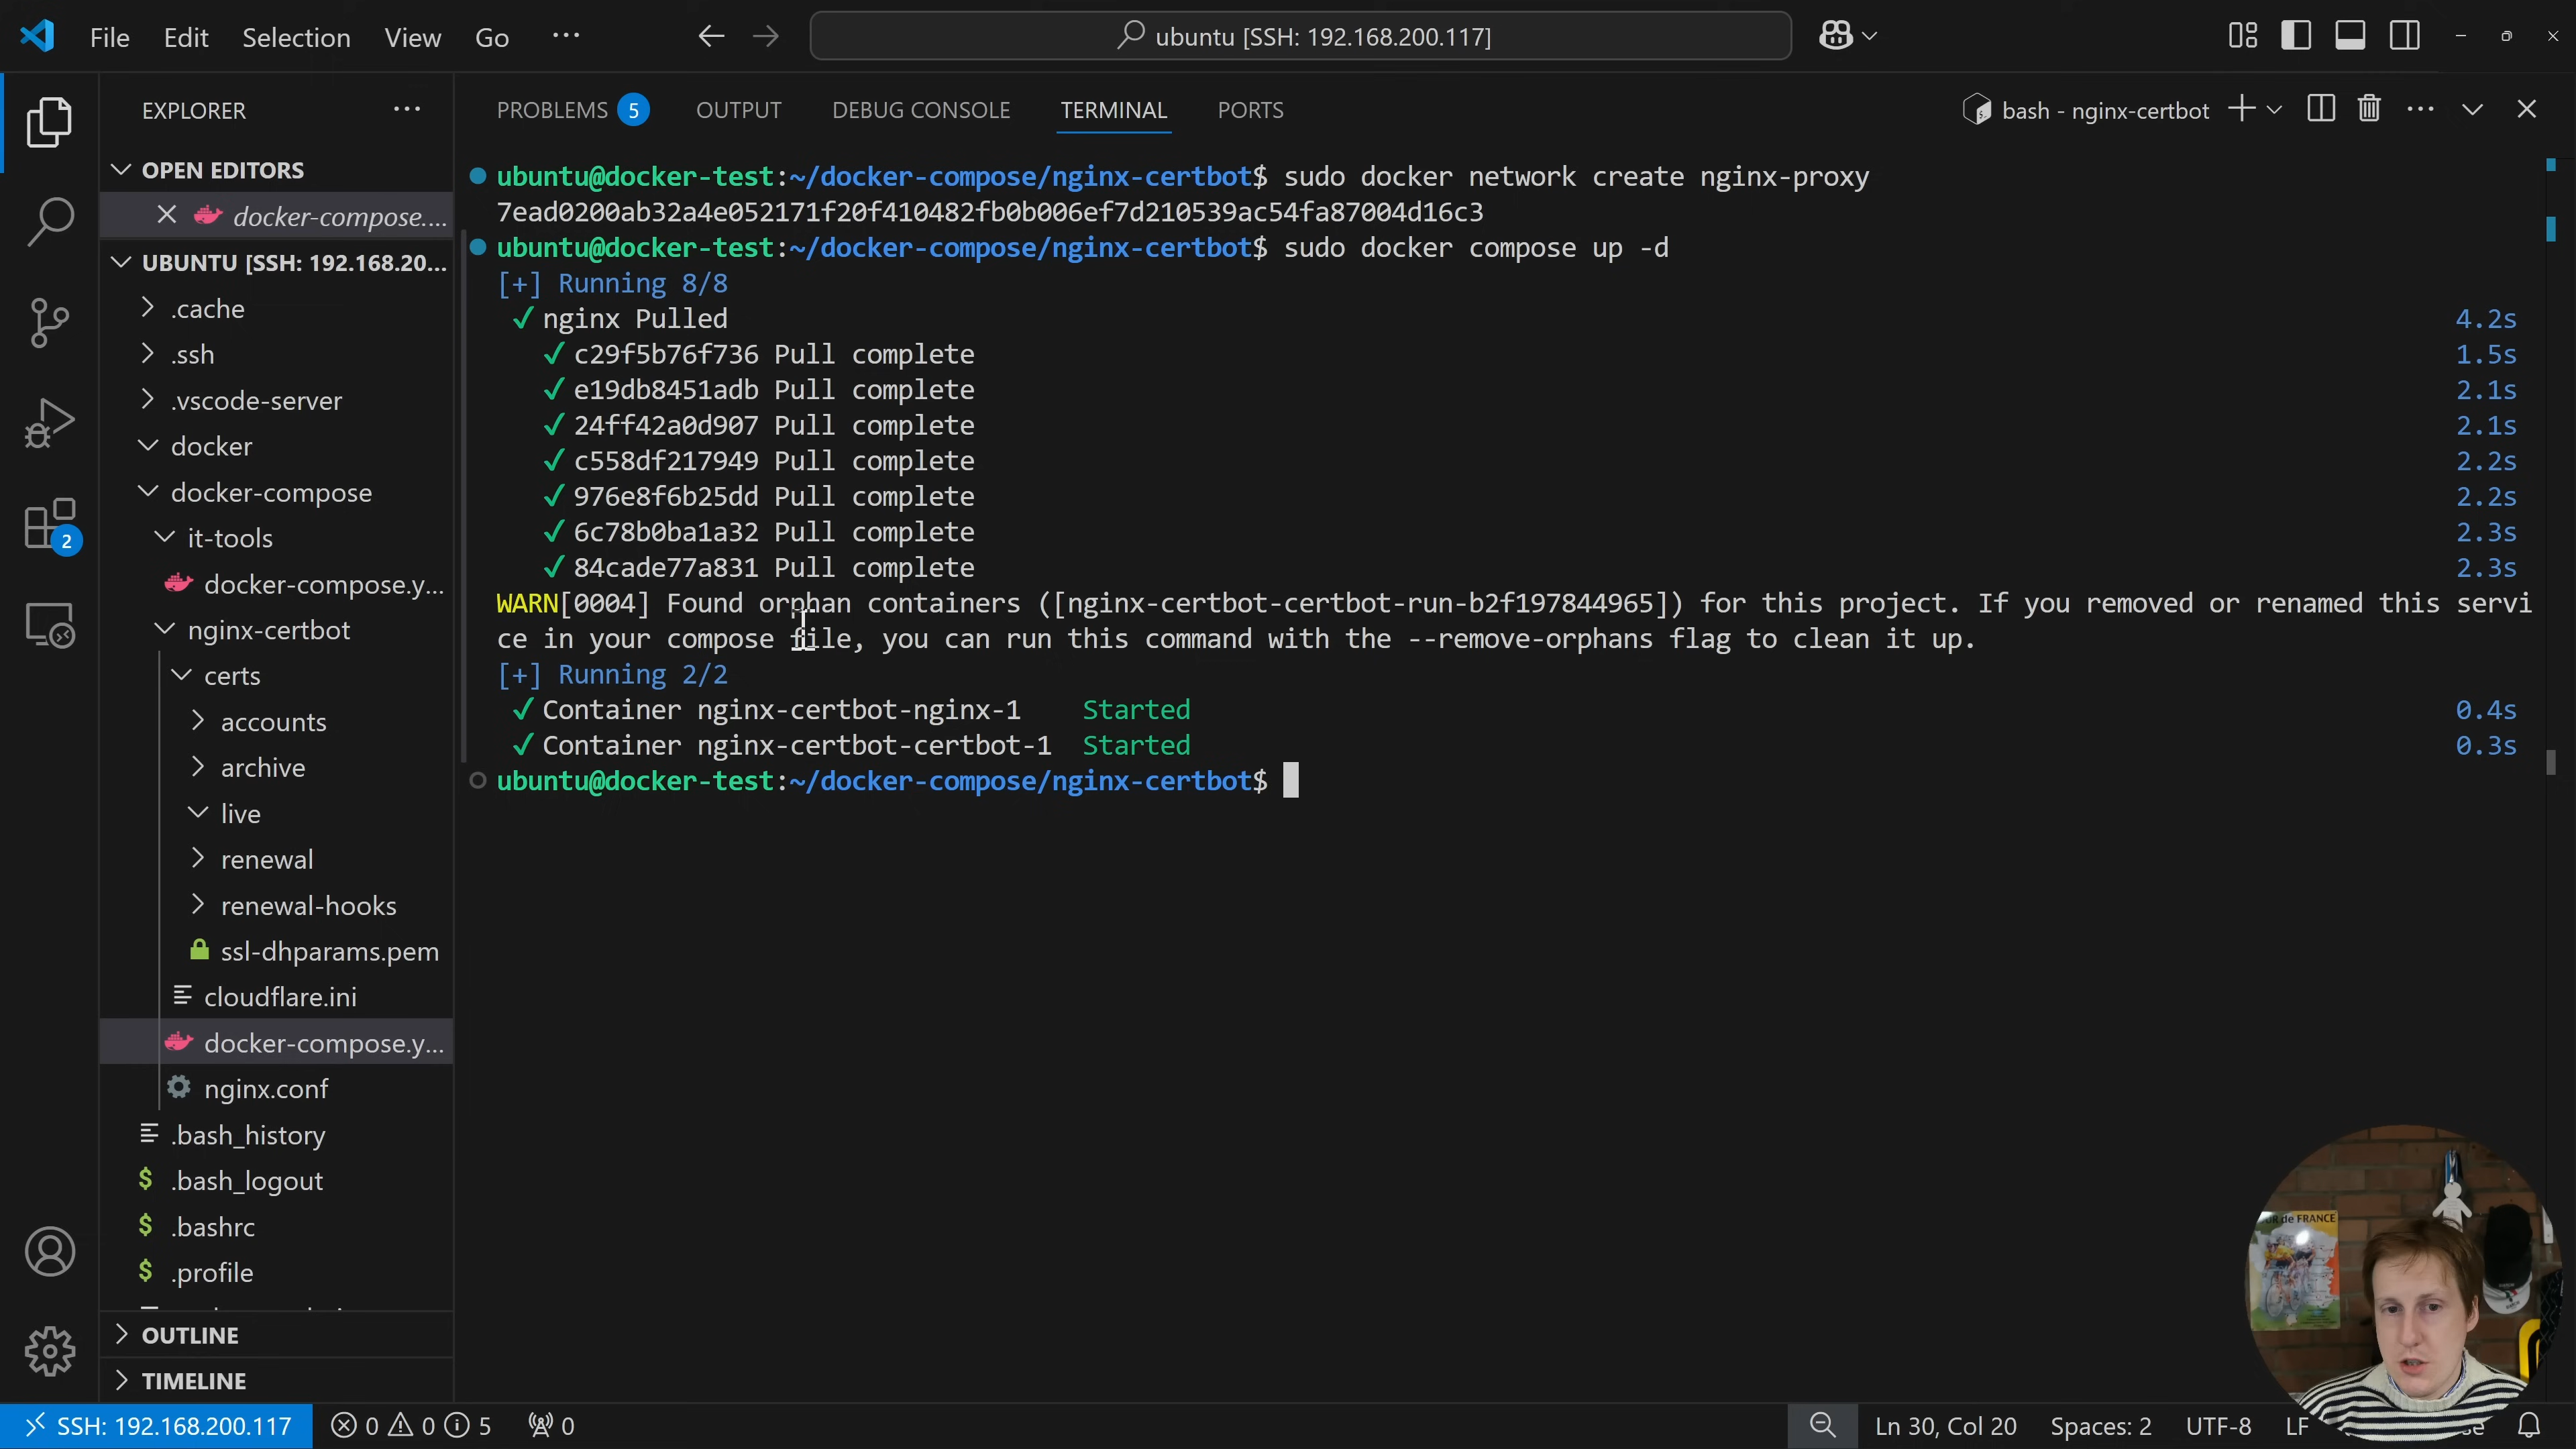 File Edit Selection View Go ···
ubuntu [SSH: 192.168.200.117]
EXPLORER
OPEN EDITORS
docker-compose....
UBUNTU [SSH: 192.168.20...
.cache
.ssh
.vscode-server
docker
docker-compose
it-tools
docker-compose.y...
nginx-certbot
certs
accounts
archive
live
renewal
renewal-hooks
ssl-dhparams.pem
cloudflare.ini
docker-compose.y...
nginx.conf
.bash_history
$ .bash_logout
$ .bashrc
$ .profile
OUTLINE
TIMELINE
2
PROBLEMS 5 OUTPUT DEBUG CONSOLE TERMINAL PORTS
bash - nginx-certbot
ubuntu@docker-test:~/docker-compose/nginx-certbot$ sudo docker network create nginx-proxy
7ead0200ab32a4e052171f20f410482fb0b006ef7d210539ac54fa87004d16c3
ubuntu@docker-test:~/docker-compose/nginx-certbot$ sudo docker compose up -d
[+] Running 8/8
✓ nginx Pulled 4.2s
✓ c29f5b76f736 Pull complete 1.5s
✓ e19db8451adb Pull complete 2.1s
✓ 24ff42a0d907 Pull complete 2.1s
✓ c558df217949 Pull complete 2.2s
✓ 976e8f6b25dd Pull complete 2.2s
✓ 6c78b0ba1a32 Pull complete 2.3s
✓ 84cade77a831 Pull complete 2.3s
WARN[0004] Found orphan containers ([nginx-certbot-certbot-run-b2f197844965]) for this project. If you removed or renamed this servi
ce in your compose file, you can run this command with the --remove-orphans flag to clean it up.
[+] Running 2/2
✓ Container nginx-certbot-nginx-1 Started 0.4s
✓ Container nginx-certbot-certbot-1 Started 0.3s
ubuntu@docker-test:~/docker-compose/nginx-certbot$
TOUR de FRANCE
SSH: 192.168.200.117 0 0 5 0
Ln 30, Col 20 Spaces: 2 UTF-8 LF